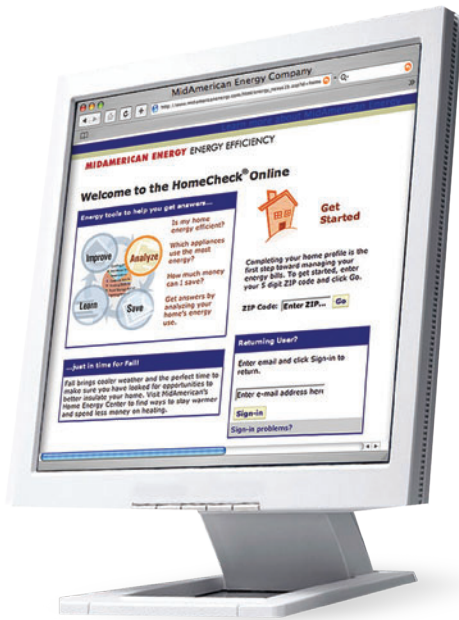 MidAmerican Energy Company
MIDAMERICAN ENERGY ENERGY EFFICIENCY
Welcome to the HomeCheck® Online
Energy tools to help you get answers...
Improve
Analyze
Learn
Save
Is my home
energy efficient?
Which appliances
use the most
energy?
How much money
can I save?
Get answers by
analyzing your
home's energy
use.
Get
Started
Completing your home profile is the
first step toward managing your
energy bills. To get started, enter
your 5 digit ZIP code and click Go.
ZIP Code: Enter ZIP... Go
...just in time for Fall!
Fall brings cooler weather and the perfect time to
make sure you have looked for opportunities to
better insulate your home. Visit MidAmerican's
Home Energy Center to find ways to stay warmer
and spend less money on heating.
Returning User?
Enter email and click Sign-in to
return.
Enter e-mail address here
Sign-in
Sign-in problems?